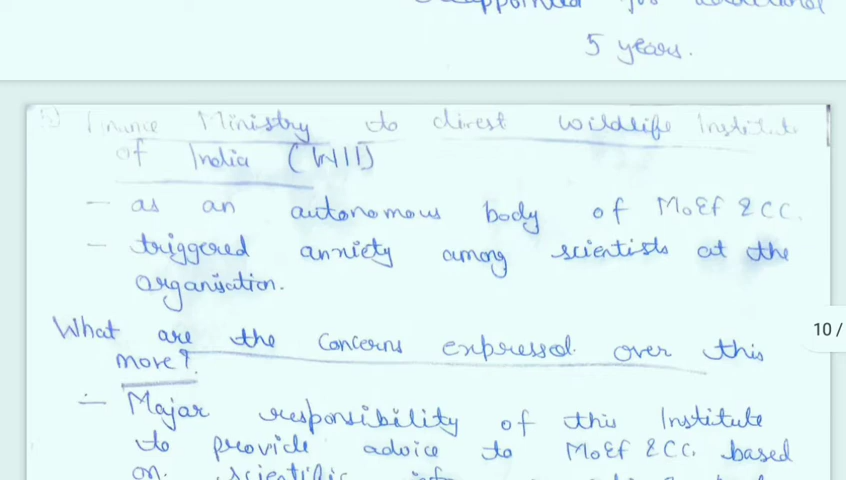 5 years.
Finance Ministry to divest Wildlife Institute
of India (WII)
- as an autonomous body of MoEF & CC.
- triggered anxiety among scientists at the
organisation.
What are the concerns expressed over this
move?
10 /
- Major responsibility of this Institute
to provide advice to MoEF & CC. based
on scientific